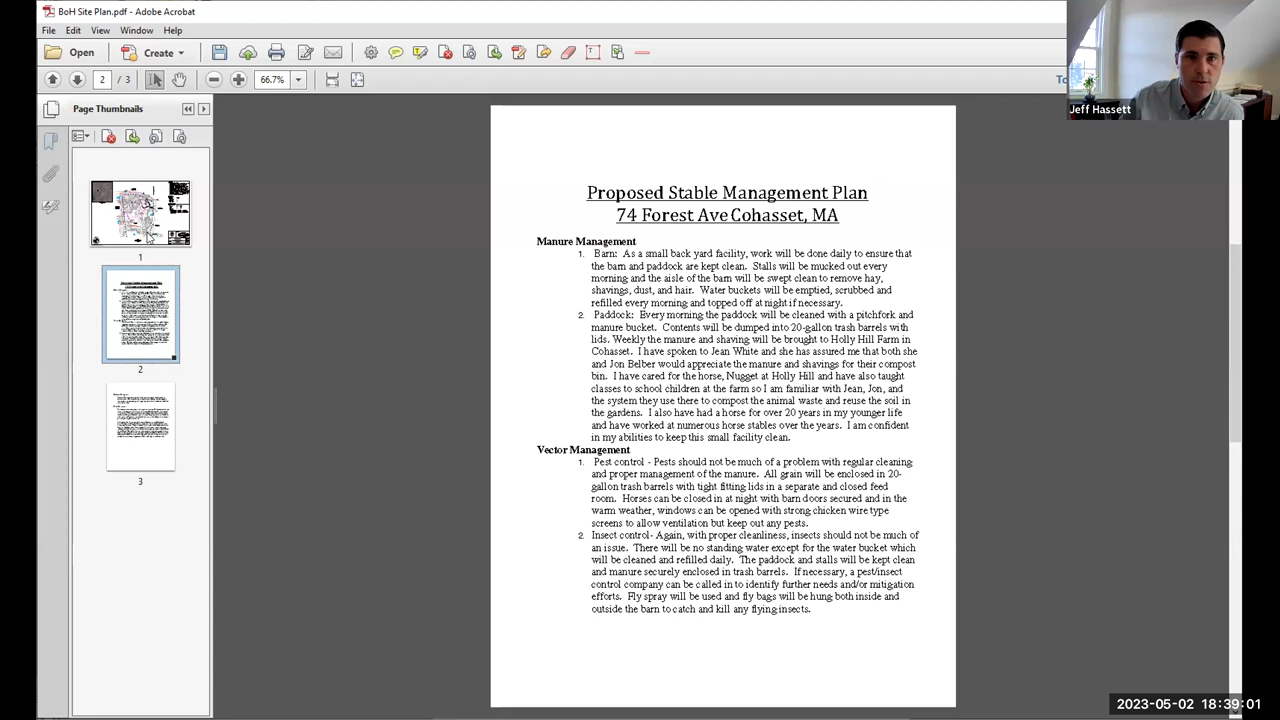 BoH Site Plan.pdf - Adobe Acrobat
File Edit View Window Help
Open Create
2 / 3 66.7% To
Jeff Hassett
Page Thumbnails
1
2
3
Proposed Stable Management Plan
74 Forest Ave Cohasset, MA
Manure Management
1. Barn: As a small back yard facility, work will be done daily to ensure that
the barn and paddock are kept clean. Stalls will be mucked out every
morning and the aisle of the barn will be swept clean to remove hay,
shavings, dust, and hair. Water buckets will be emptied, scrubbed and
refilled every morning and topped off at night if necessary.
2. Paddock: Every morning the paddock will be cleaned with a pitchfork and
manure bucket. Contents will be dumped into 20-gallon trash barrels with
lids. Weekly the manure and shaving will be brought to Holly Hill Farm in
Cohasset. I have spoken to Jean White and she has assured me that both she
and Jon Belber would appreciate the manure and shavings for their compost
bin. I have cared for the horse, Nugget at Holly Hill and have also taught
classes to school children at the farm so I am familiar with Jean, Jon, and
the system they use there to compost the animal waste and reuse the soil in
the gardens. I also have had a horse for over 20 years in my younger life
and have worked at numerous horse stables over the years. I am confident
in my abilities to keep this small facility clean.
Vector Management
1. Pest control - Pests should not be much of a problem with regular cleaning
and proper management of the manure. All grain will be enclosed in 20-
gallon trash barrels with tight fitting lids in a separate and closed feed
room. Horses can be closed in at night with barn doors secured and in the
warm weather, windows can be opened with strong chicken wire type
screens to allow ventilation but keep out any pests.
2. Insect control- Again, with proper cleanliness, insects should not be much of
an issue. There will be no standing water except for the water bucket which
will be cleaned and refilled daily. The paddock and stalls will be kept clean
and manure securely enclosed in trash barrels. If necessary, a pest/insect
control company can be called in to identify further needs and/or mitigation
efforts. Fly spray will be used and fly bags will be hung both inside and
outside the barn to catch and kill any flying insects.
2023-05-02 18:39:01